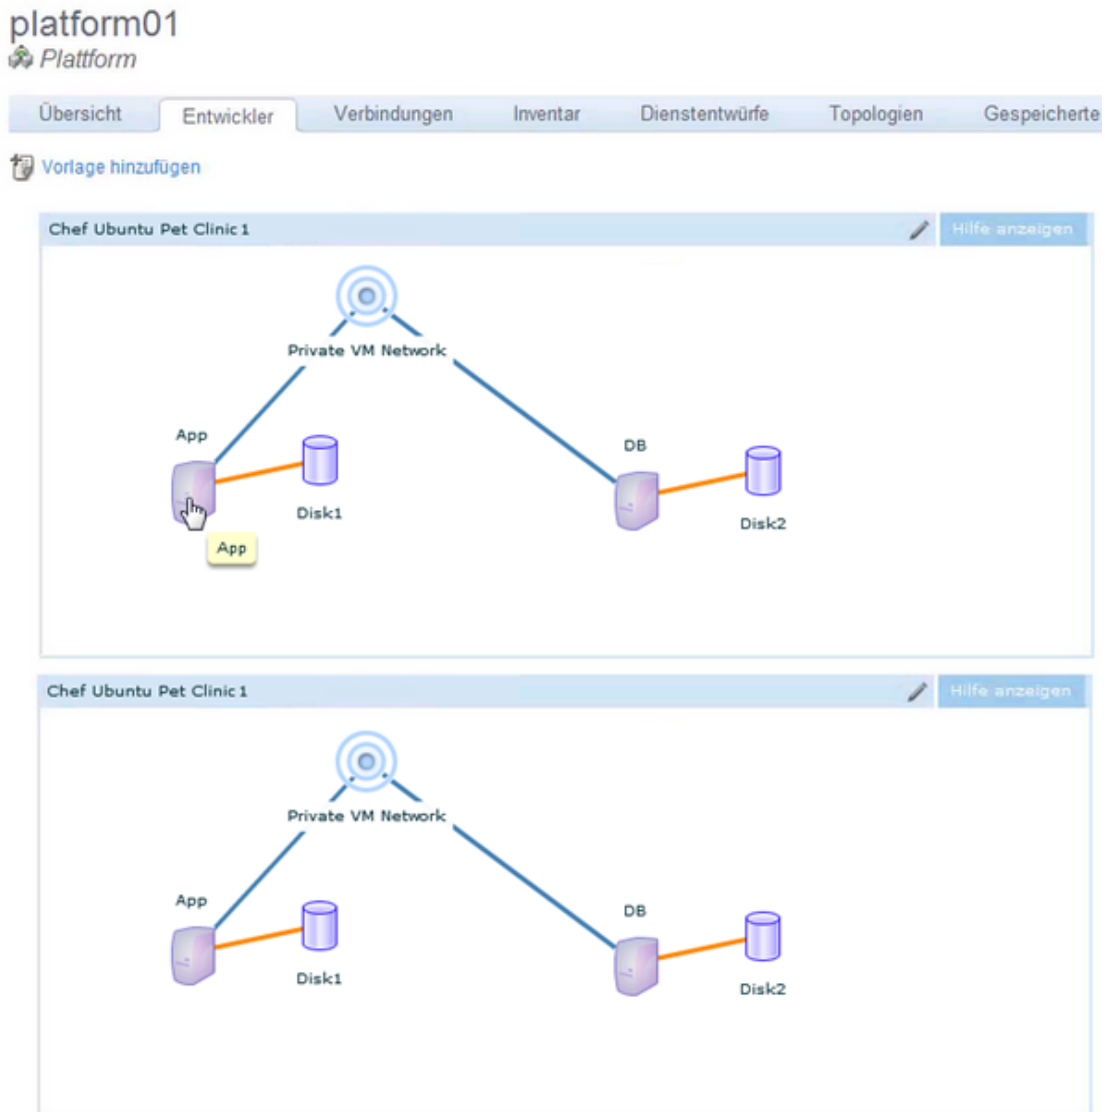 platform01
Plattform
Übersicht Entwickler Verbindungen Inventar Dienstentwürfe Topologien Gespeicherte
Vorlage hinzufügen
Chef Ubuntu Pet Clinic 1 Hilfe anzeigen
Private VM Network
App
DB
Disk1
Disk2
App
Chef Ubuntu Pet Clinic 1 Hilfe anzeigen
Private VM Network
App
DB
Disk1
Disk2